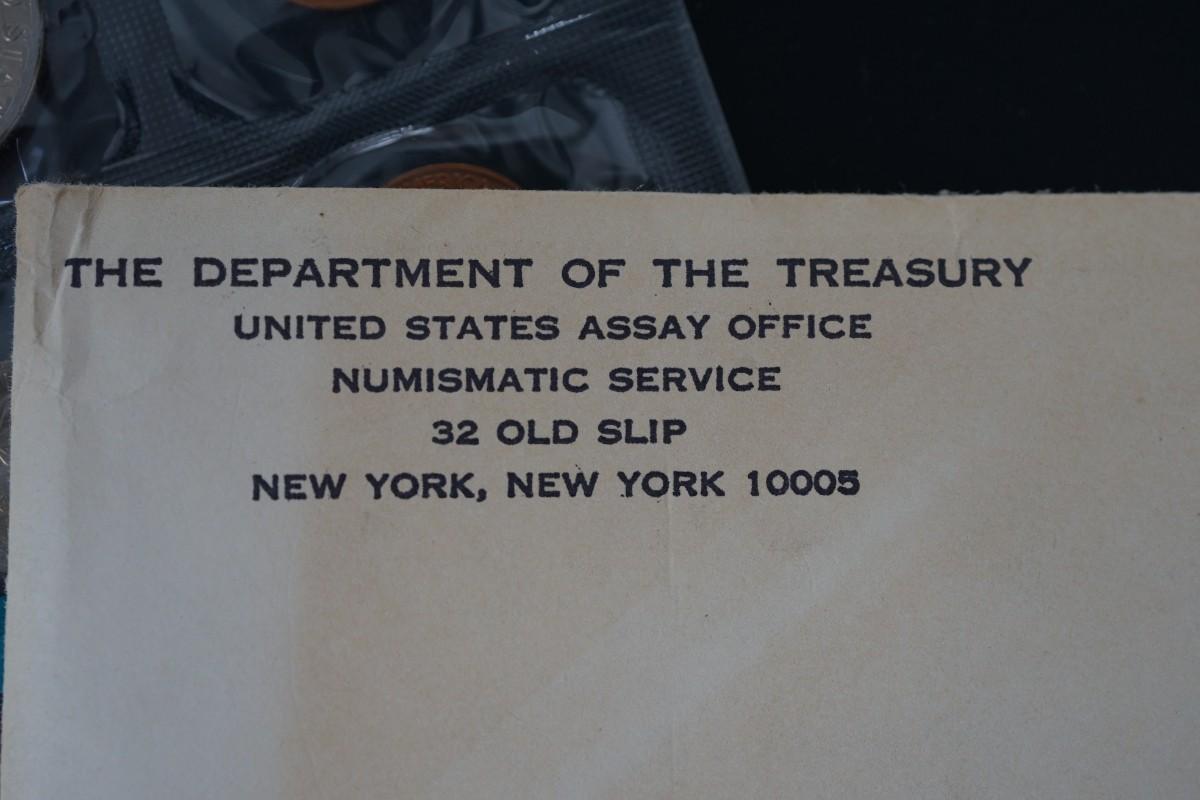 THE DEPARTMENT OF THE TREASURY
UNITED STATES ASSAY OFFICE
NUMISMATIC SERVICE
32 OLD SLIP
NEW YORK, NEW YORK 10005